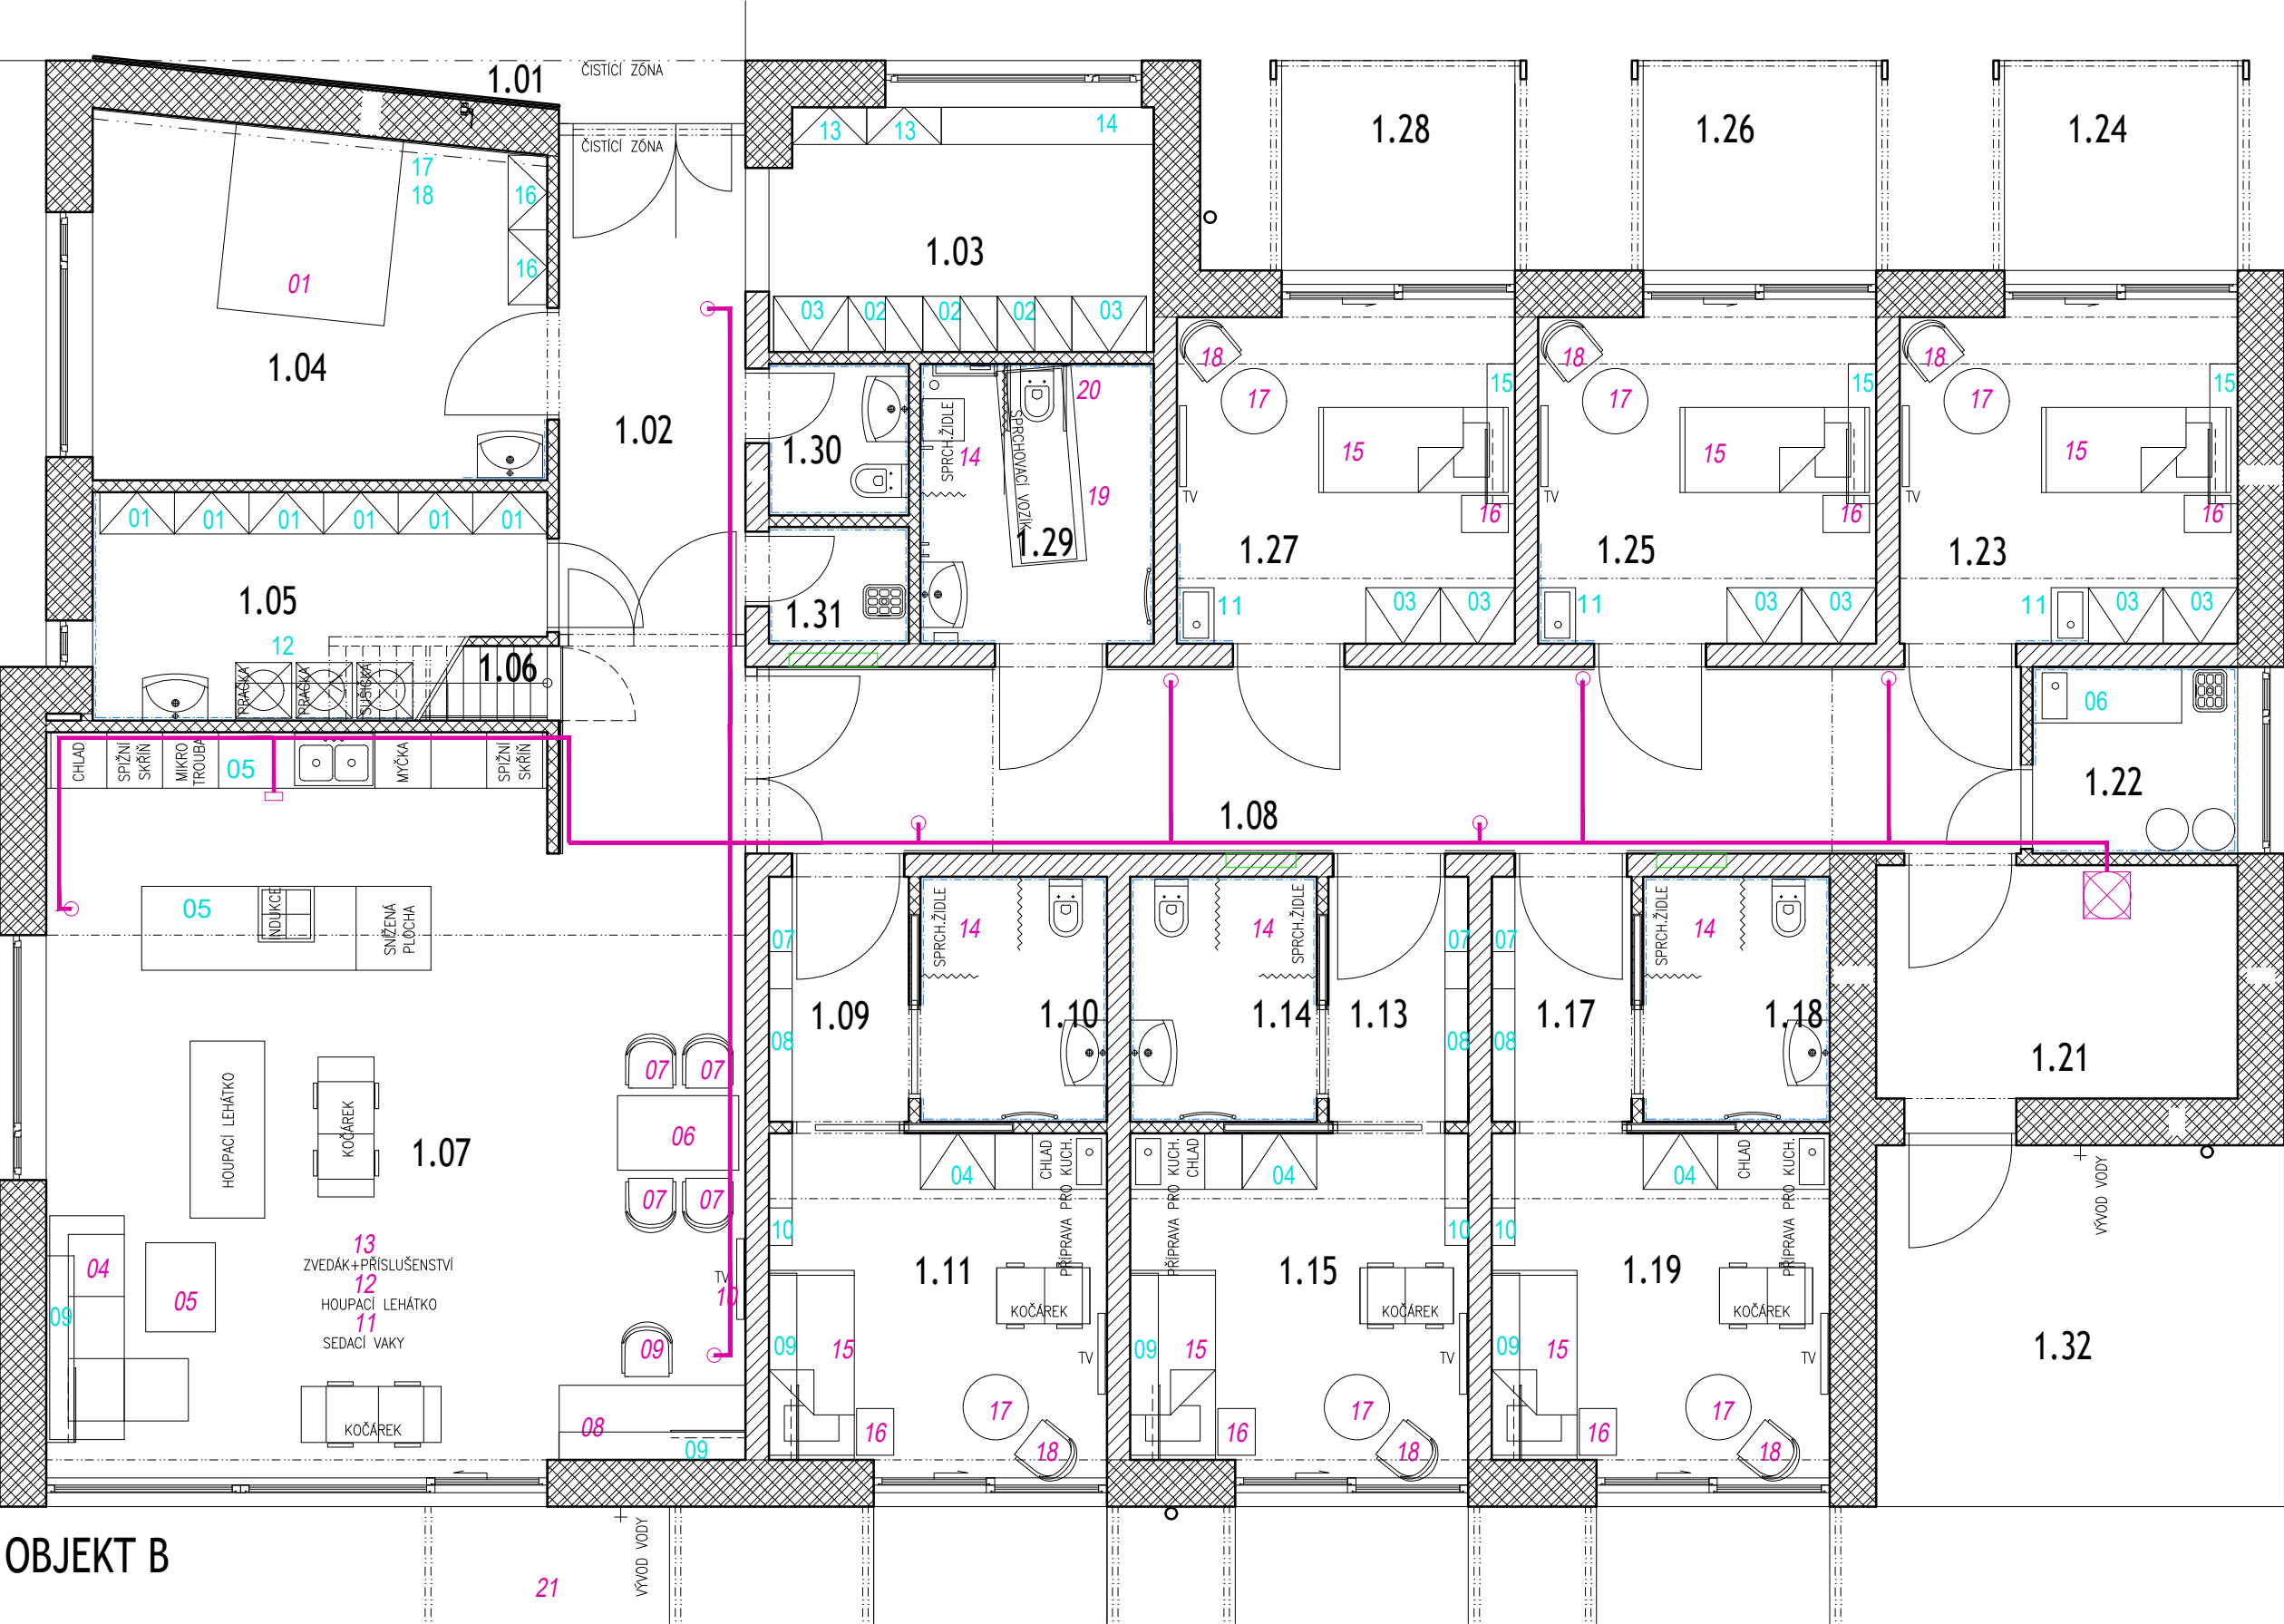 1.01
ČISTÍCÍ ZÓNA
ČISTÍCÍ ZÓNA
13
13
14
1.28
1.26
1.24
17
18
16
16
01
1.04
1.03
03
02
02
02
03
1.02
1.30
SPRCH.ŽIDLE
14
SPRCHOVACÍ VOZÍK
20
19
1.29
18
17
15
15
TV
16
1.27
18
17
15
15
16
1.25
18
17
15
15
TV
16
1.23
01
01
01
01
01
01
1.05
12
PRAČKA
PRAČKA
SUŠIČKA
1.06
1.31
11
03
03
11
03
03
11
03
03
06
1.22
CHLAD
SPIŽNÍ
SKŘÍŇ
MIKRO
TROUBA
05
MYČKA
SPIŽNÍ
SKŘÍŇ
1.08
05
INDUKCE
SNÍŽENÁ
PLOCHA
07
SPRCH.ŽIDLE
14
14
SPRCH.ŽIDLE
07
07
SPRCH.ŽIDLE
14
08
1.09
1.10
1.14
1.13
08
08
1.17
1.18
1.21
HOUPACÍ LEHÁTKO
KOČÁREK
07
07
06
07
07
1.07
04
CHLAD
PŘÍPRAVA PRO KUCH.
PŘÍPRAVA PRO KUCH.
CHLAD
04
04
CHLAD
PŘÍPRAVA PRO KUCH.
VÝVOD VODY
10
10
10
13
ZVEDÁK+PŘÍSLUŠENSTVÍ
12
HOUPACÍ LEHÁTKO
11
SEDACÍ VAKY
04
05
09
TV
10
09
1.11
1.15
1.19
KOČÁREK
KOČÁREK
KOČÁREK
09
15
TV
09
15
TV
09
15
TV
1.32
KOČÁREK
08
09
16
17
18
16
17
18
16
17
18
OBJEKT B
21
VÝVOD VODY